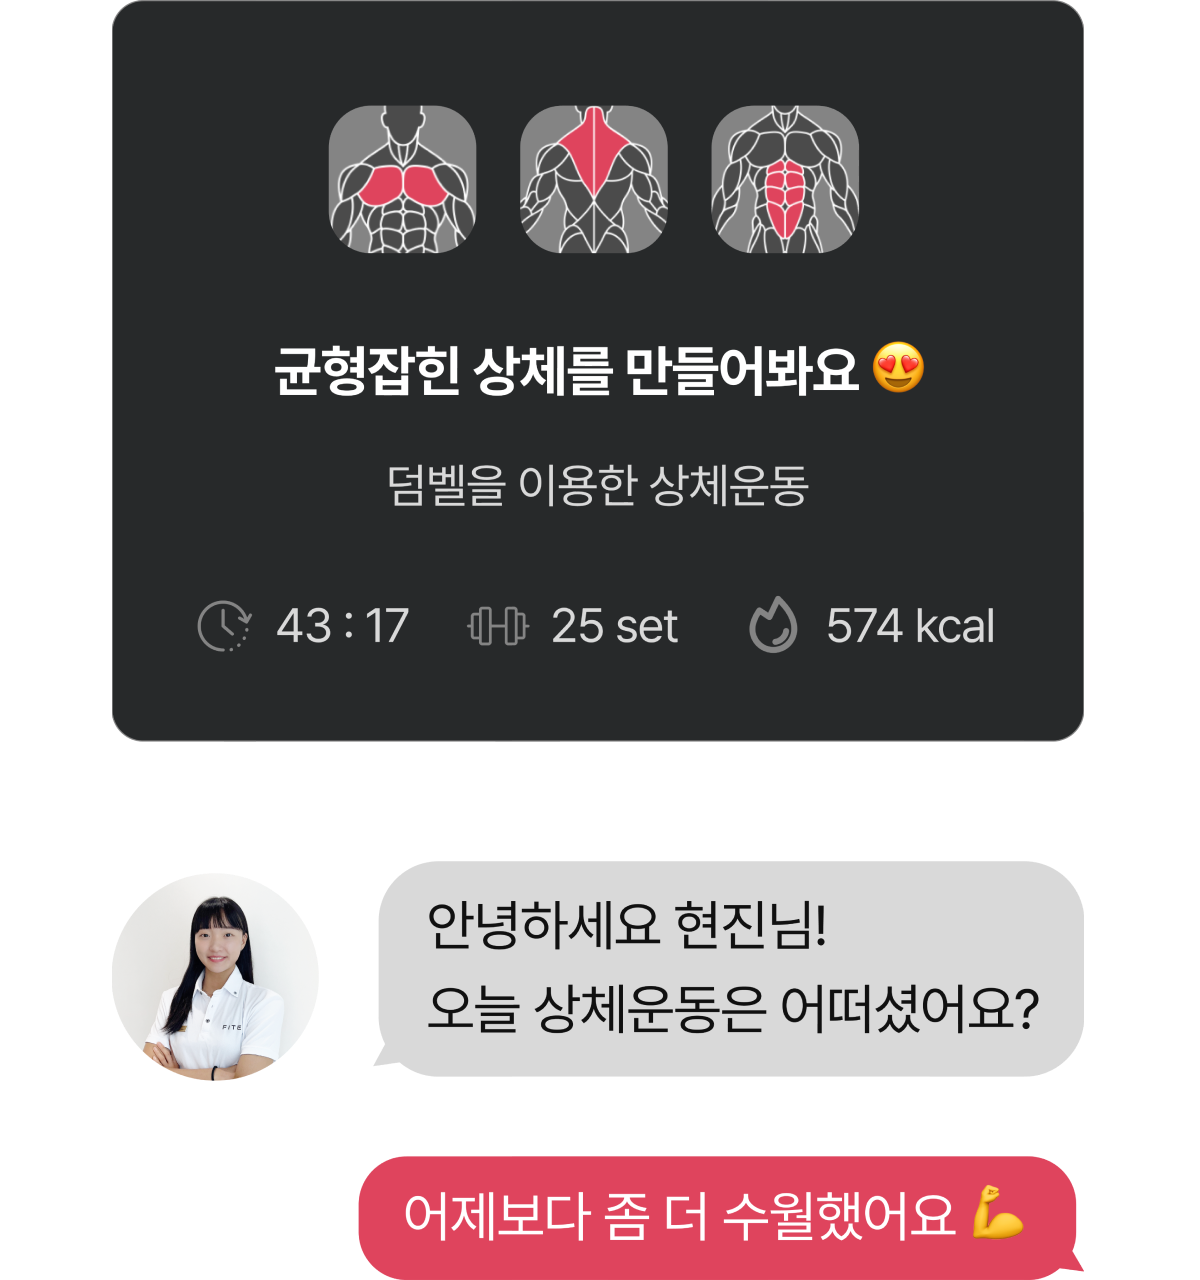 균형잡힌 상체를 만들어봐요 😍
덤벨을 이용한 상체운동
43 : 17 25 set 574 kcal
안녕하세요 현진님!
오늘 상체운동은 어떠셨어요?
FITE
어제보다 좀 더 수월했어요 💪